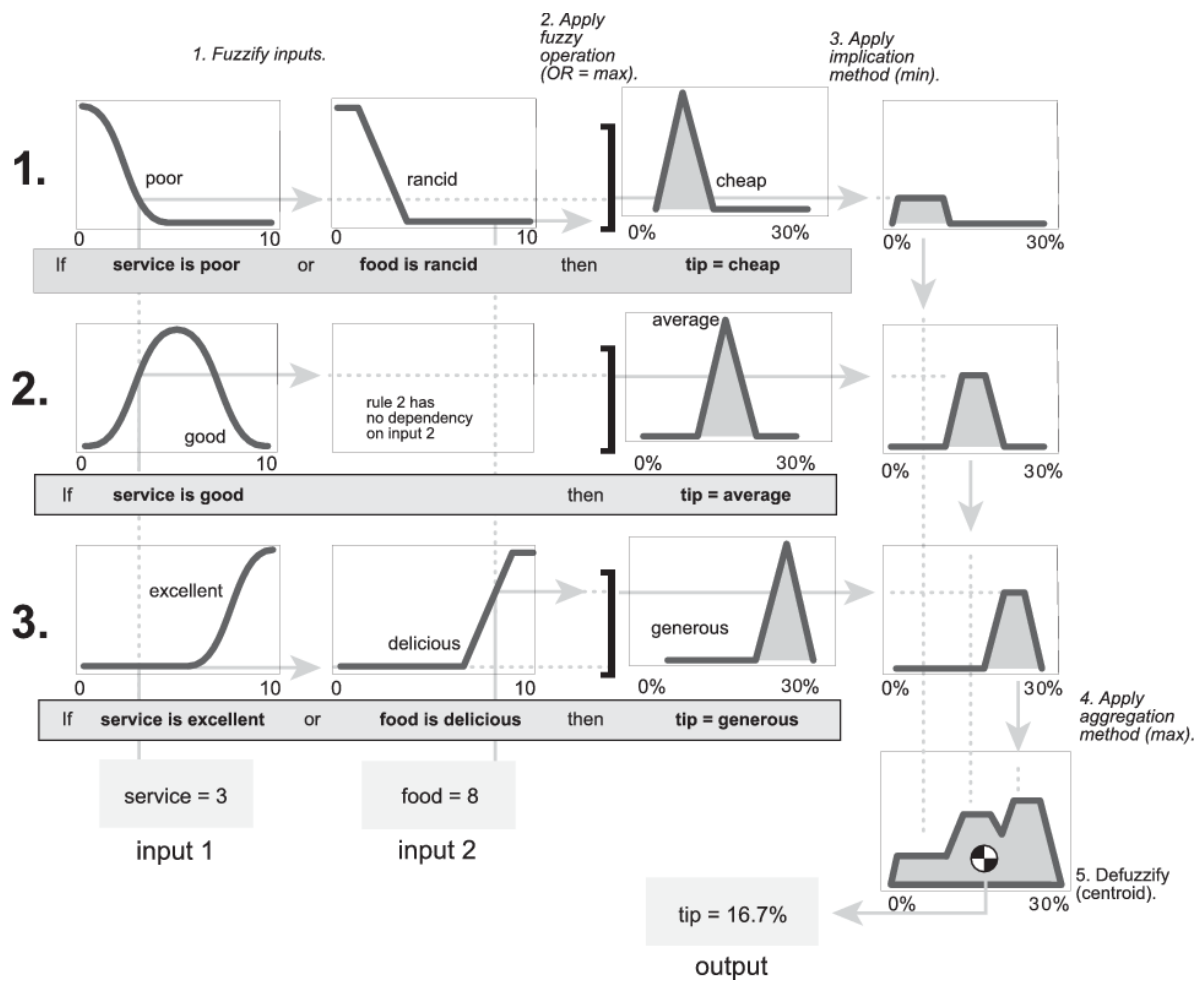 1. Fuzzify inputs.
2. Apply
fuzzy
operation
(OR = max).
3. Apply
implication
method (min).
1.
poor
rancid
cheap
0 10
0 10
0% 30%
0% 30%
If service is poor or food is rancid then tip = cheap
2.
good
rule 2 has
no dependency
on input 2
average
0 10
0% 30%
0% 30%
If service is good then tip = average
3.
excellent
delicious
generous
0 10
0 10
0% 30%
0% 30%
If service is excellent or food is delicious then tip = generous
4. Apply
aggregation
method (max).
service = 3
input 1
food = 8
input 2
0% 30%
5. Defuzzify
(centroid).
tip = 16.7%
output